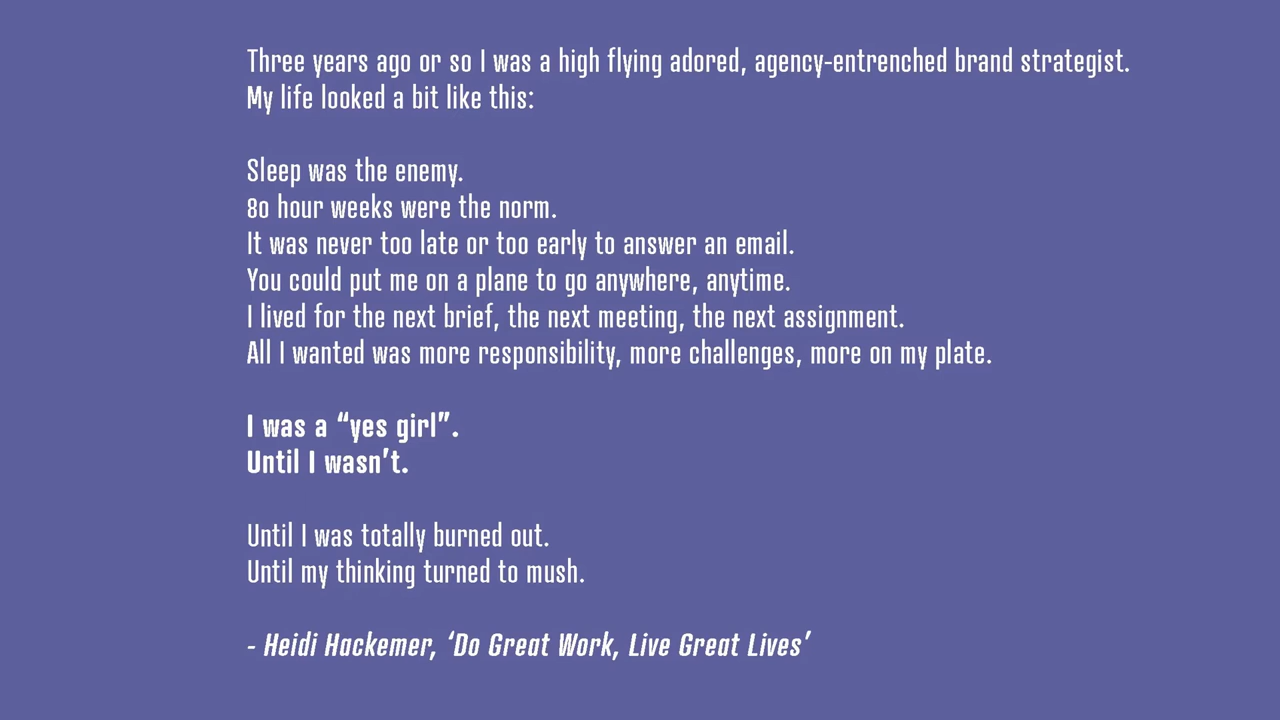 Three years ago or so I was a high flying adored, agency-entrenched brand strategist.
My life looked a bit like this:
Sleep was the enemy.
80 hour weeks were the norm.
It was never too late or too early to answer an email.
You could put me on a plane to go anywhere, anytime.
I lived for the next brief, the next meeting, the next assignment.
All I wanted was more responsibility, more challenges, more on my plate.
I was a “yes girl”.
Until I wasn’t.
Until I was totally burned out.
Until my thinking turned to mush.
- Heidi Hackemer, ‘Do Great Work, Live Great Lives’